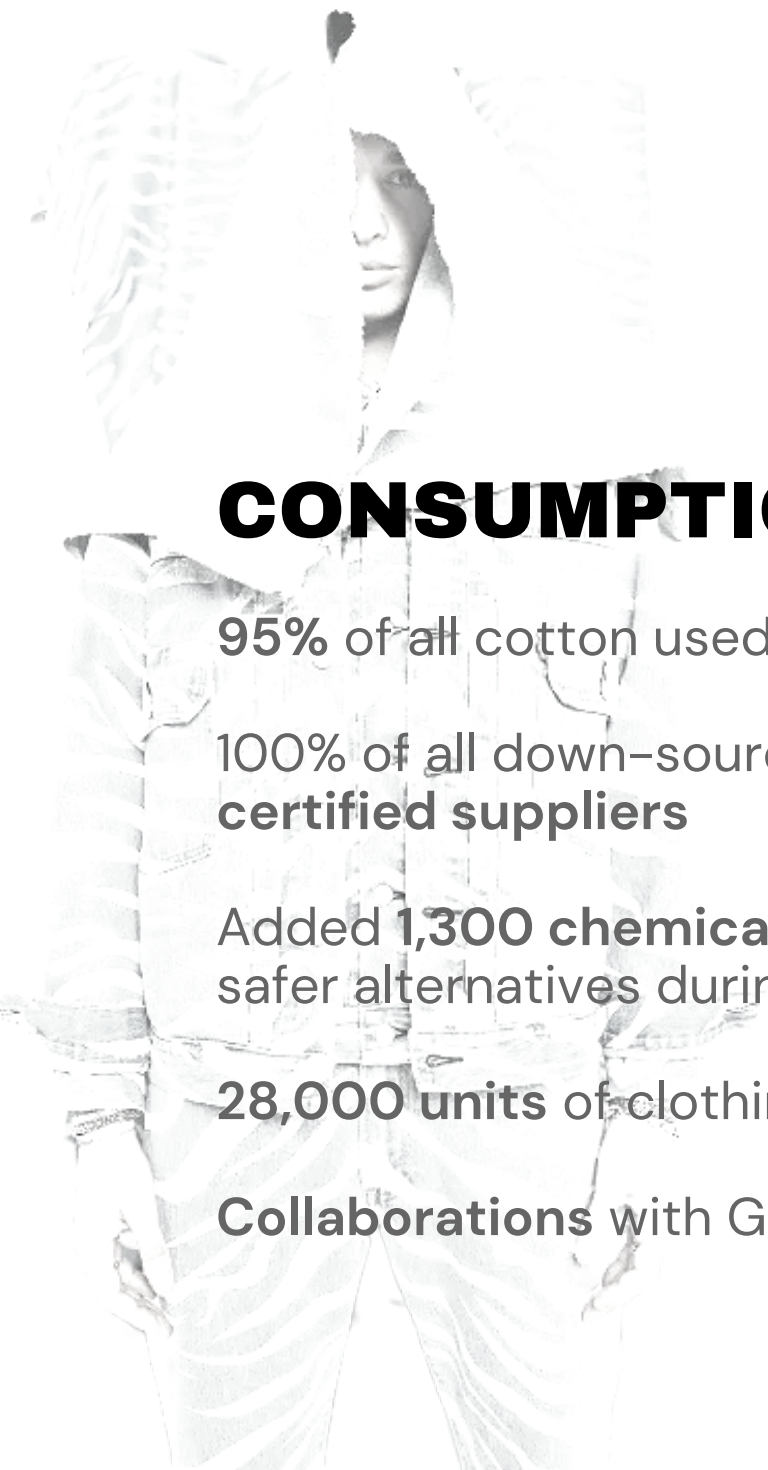 CONSUMPTI
95% of all cotton used
100% of all down-sour
certified suppliers
Added 1,300 chemica
safer alternatives durin
28,000 units of clothi
Collaborations with G